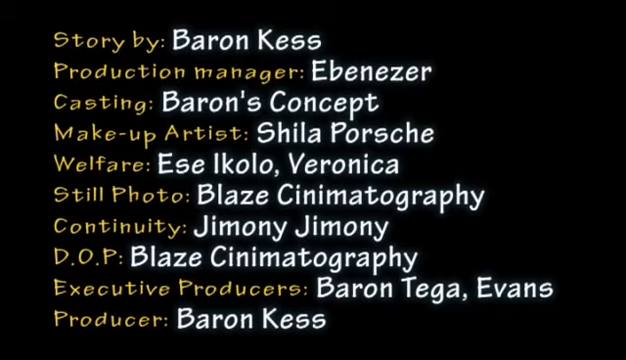 Story by: Baron Kess
Production manager: Ebenezer
Casting: Baron's Concept
Make-up Artist: Shila Porsche
Welfare: Ese Ikolo, Veronica
Still Photo: Blaze Cinimatography
Continuity: Jimony Jimony
D.O.P: Blaze Cinimatography
Executive Producers: Baron Tega, Evans
Producer: Baron Kess